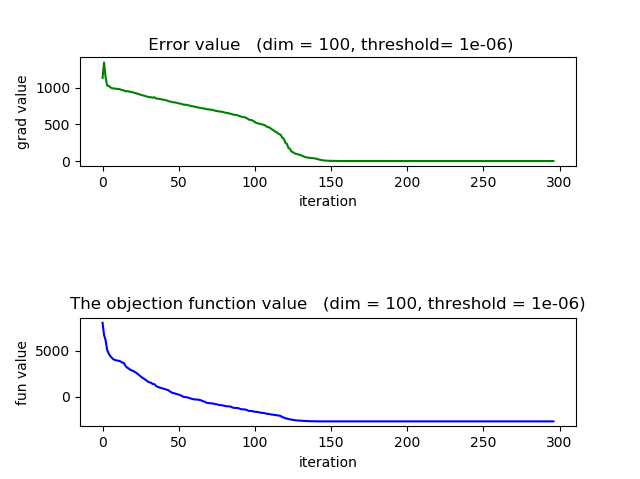 Error value (dim = 100, threshold= 1e-06)
grad value
1000
500
0
0 50 100 150 200 250 300
iteration
The objection function value (dim = 100, threshold = 1e-06)
fun value
5000
0
0 50 100 150 200 250 300
iteration